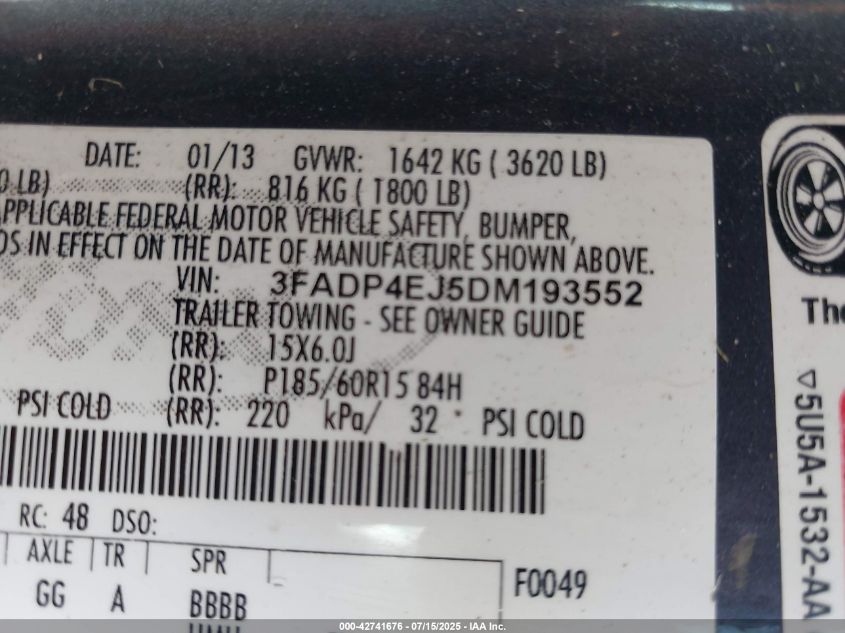 DATE: 01/13 GVWR: 1642 KG ( 3620 LB)
0 LB) (RR): 816 KG ( 1800 LB)
APPLICABLE FEDERAL MOTOR VEHICLE SAFETY, BUMPER,
DS IN EFFECT ON THE DATE OF MANUFACTURE SHOWN ABOVE.
VIN: 3FADP4EJ5DM193552
TRAILER TOWING - SEE OWNER GUIDE
(RR): 15X6.0J
(RR): P185/60R15 84H
PSI COLD (RR): 220 kPa/ 32 PSI COLD
RC: 48 DSO:
AXLE TR SPR
GG A BBBB
F0049
The
5U5A-1532-AA
000-42741676 - 07/15/2025 - IAA Inc.